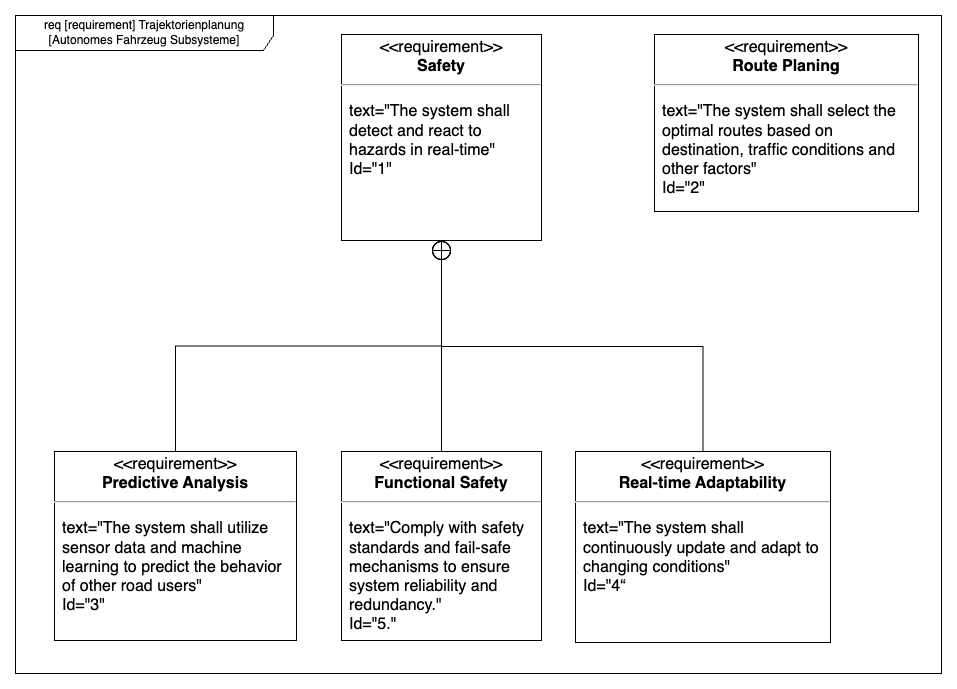 req [requirement] Trajektorienplanung
[Autonomes Fahrzeug Subsysteme]
<<requirement>>
Safety
text="The system shall
detect and react to
hazards in real-time"
Id="1"
<<requirement>>
Route Planing
text="The system shall select the
optimal routes based on
destination, traffic conditions and
other factors"
Id="2"
<<requirement>>
Predictive Analysis
text="The system shall utilize
sensor data and machine
learning to predict the behavior
of other road users"
Id="3"
<<requirement>>
Functional Safety
text="Comply with safety
standards and fail-safe
mechanisms to ensure
system reliability and
redundancy."
Id="5."
<<requirement>>
Real-time Adaptability
text="The system shall
continuously update and adapt to
changing conditions"
Id="4“